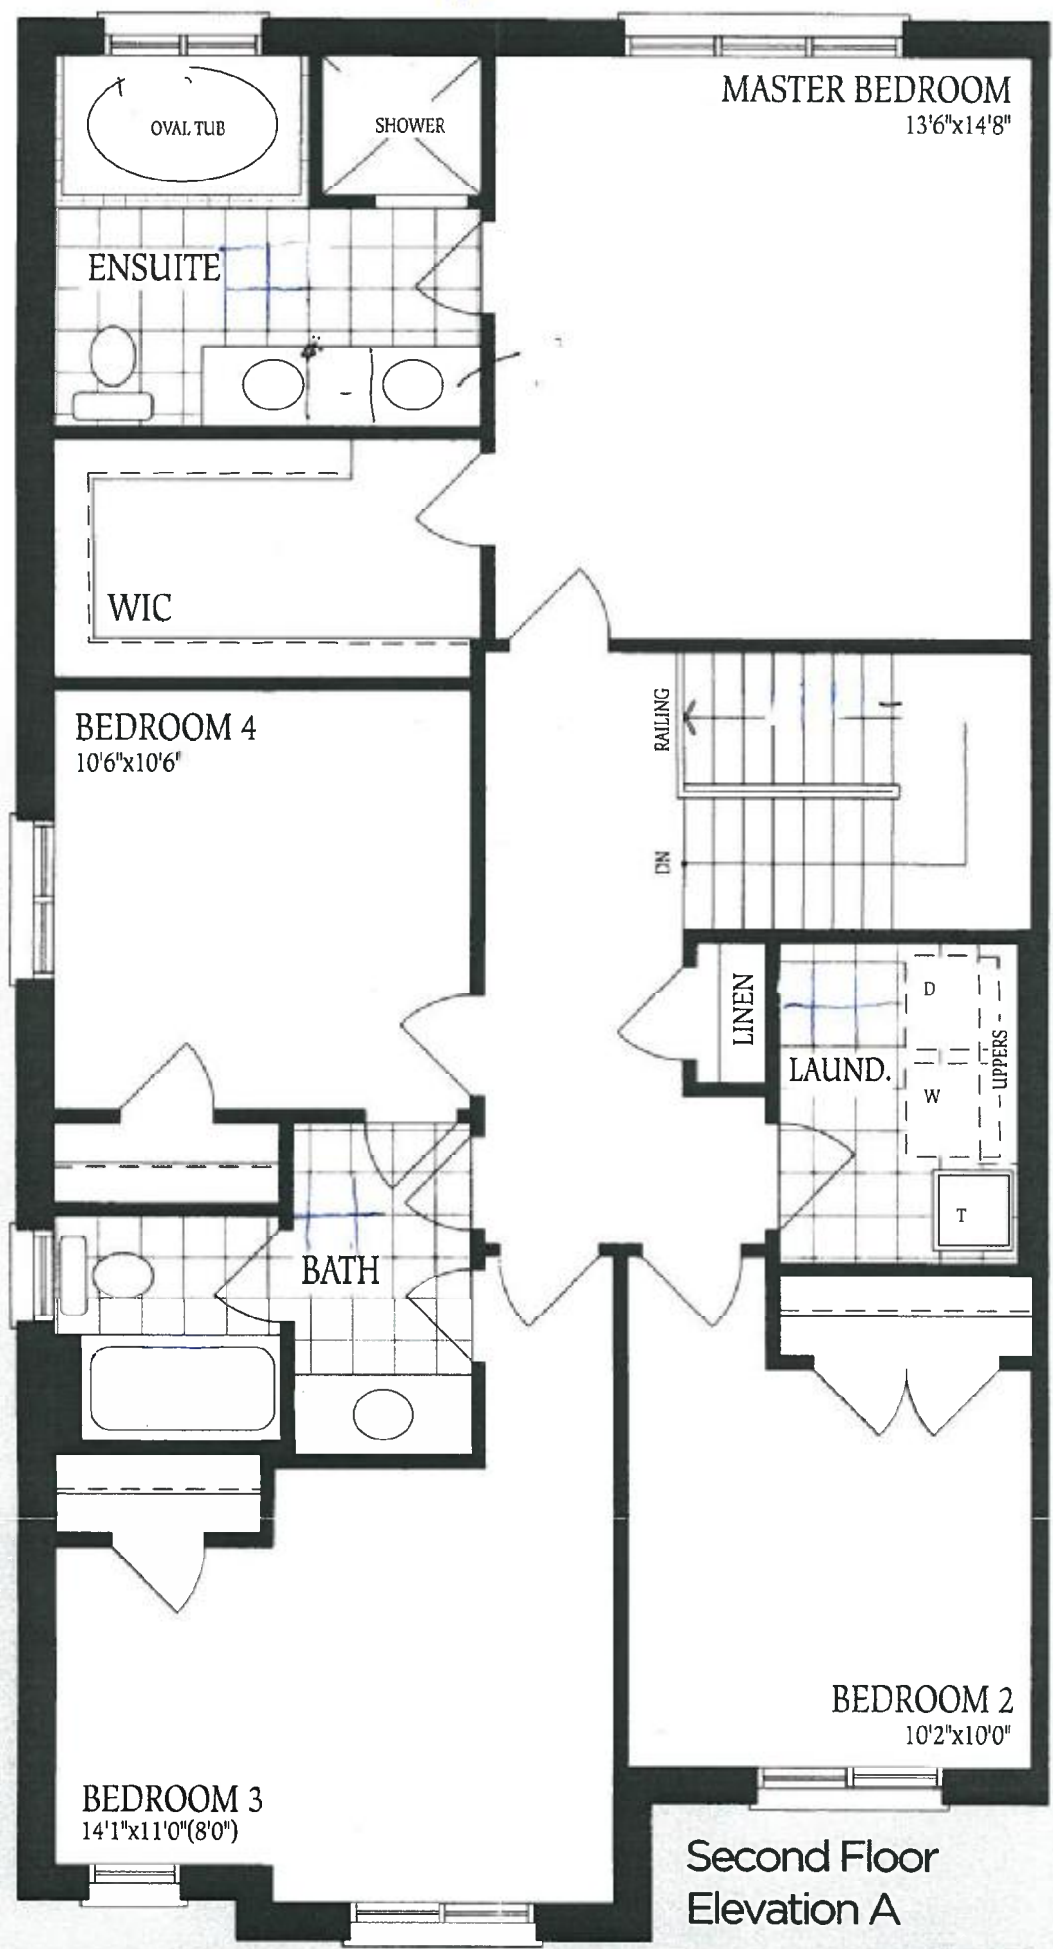 MASTER BEDROOM
13'6"x14'8"
OVAL TUB
SHOWER
ENSUITE
WIC
BEDROOM 4
10'6"x10'6"
RAILING
DN
LINEN
D
UPPERS
LAUND.
W
T
BATH
BEDROOM 2
10'2"x10'0"
BEDROOM 3
14'1"x11'0"(8'0")
Second Floor
Elevation A